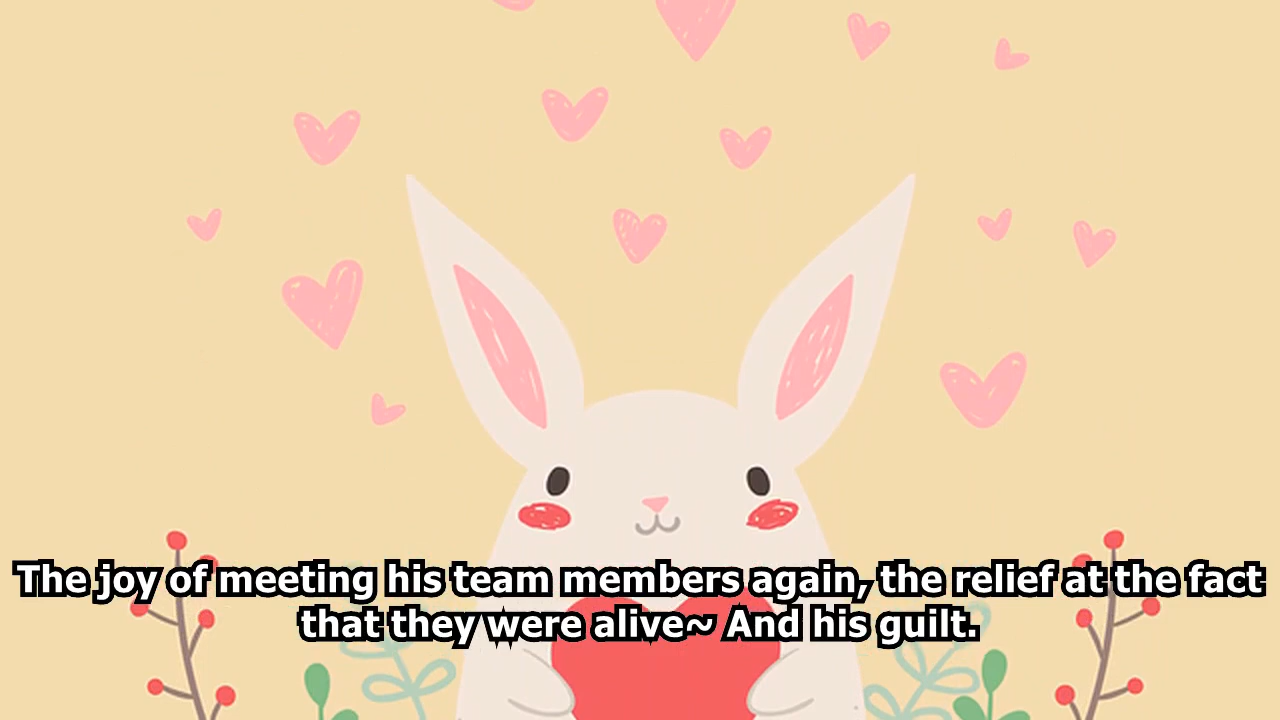 The joy of meeting his team members again, the relief at the fact
that they were alive~ And his guilt.